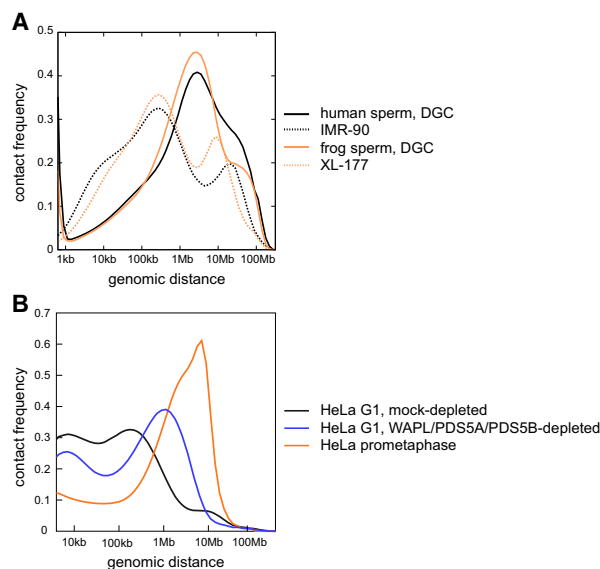 A
contact frequency
0.5
0.4
0.3
0.2
0.1
0
1kb 10kb 100kb 1Mb 10Mb 100Mb
genomic distance
human sperm, DGC
IMR-90
frog sperm, DGC
XL-177
B
contact frequency
0.7
0.6
0.5
0.4
0.3
0.2
0.1
0
10kb 100kb 1Mb 10Mb 100Mb
genomic distance
HeLa G1, mock-depleted
HeLa G1, WAPL/PDS5A/PDS5B-depleted
HeLa prometaphase